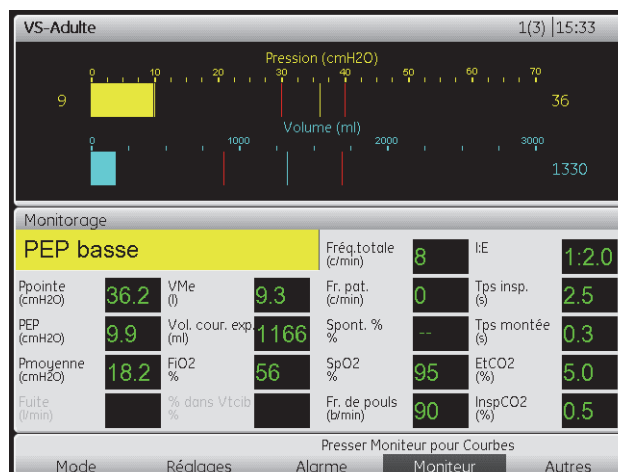 VS-Adulte 1(3) 15:33
Pression (cmH2O)
0 10 20 30 40 50 60 70
9 36
Volume (ml)
0 1000 2000 3000
1330
Monitorage
PEP basse
Fréq.totale (c/min) 8 I:E 1:2.0
Ppointe (cmH2O) 36.2 VMe (l) 9.3 Fr. pat. (c/min) 0 Tps insp. (s) 2.5
PEP (cmH2O) 9.9 Vol. cour. exp. (ml) 1166 Spont. % % -- Tps montée (s) 0.3
Pmoyenne (cmH2O) 18.2 FiO2 % 56 SpO2 % 95 EtCO2 (%) 5.0
Fuite (l/min) % dans Vtcib % Fr. de pouls (b/min) 90 InspCO2 (%) 0.5
Presser Moniteur pour Courbes
Mode Réglages Alarme Moniteur Autres